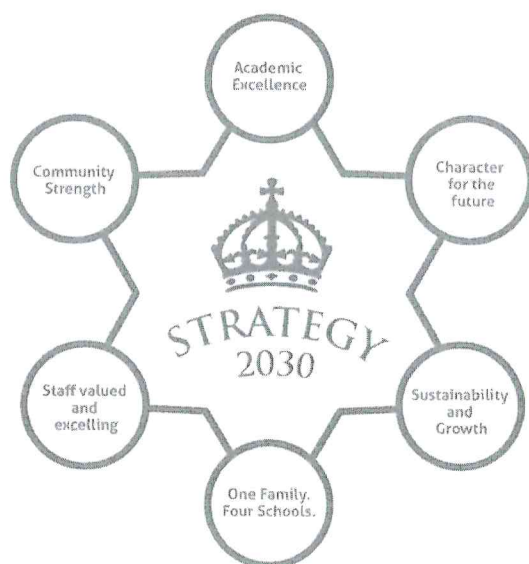 Academic
Excellence
Community
Strength
Character
for the
future
STRATEGY
2030
Staff valued
and
excelling
Sustainability
and
Growth
One Family.
Four Schools.